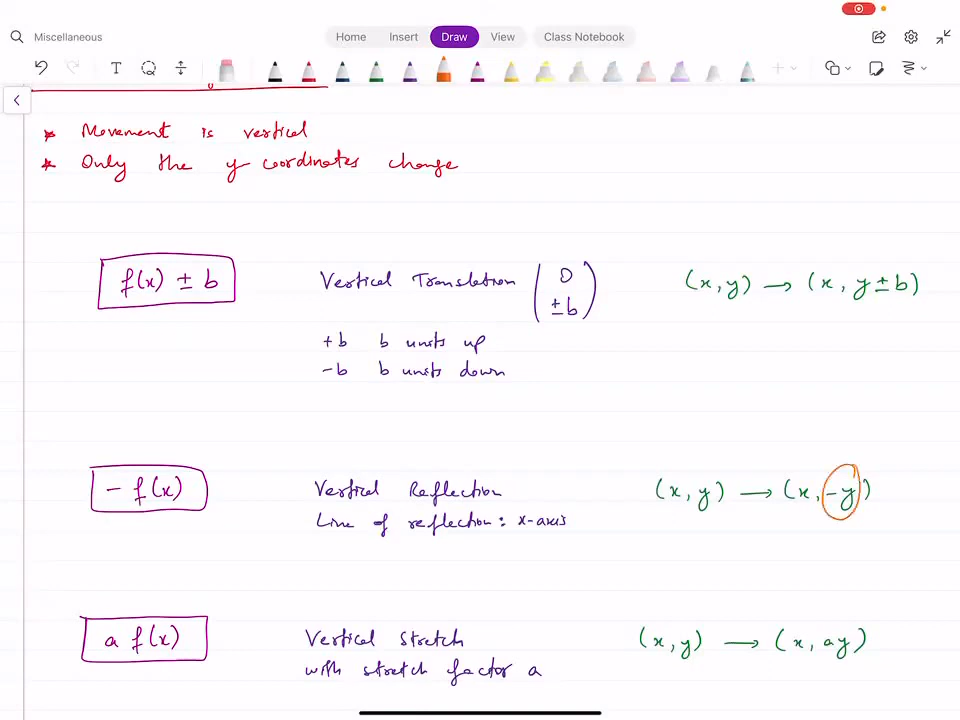 Miscellaneous
Home Insert Draw View Class Notebook
T
* Movement is vertical
* Only the y coordinates change
f(x) ± b Vertical Translation (0 ±b) (x, y) → (x, y ± b)
+b b units up
-b b units down
- f(x) Vertical Reflection (x, y) → (x, -y)
Line of reflection: x-axis
a f(x) Vertical Stretch (x, y) → (x, ay)
with stretch factor a